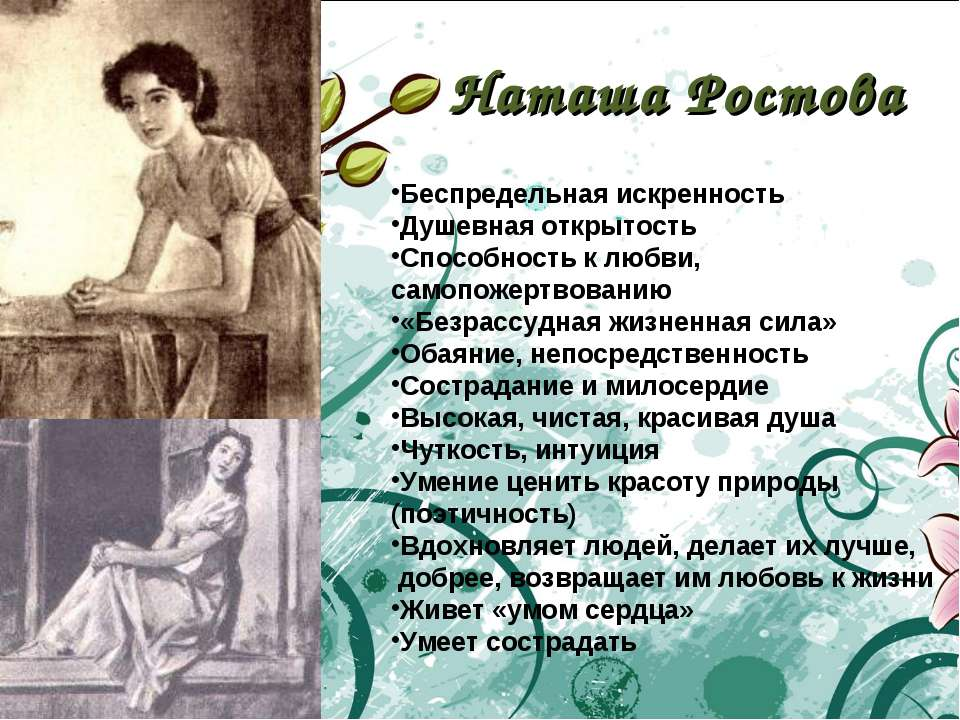 Наташа Ростова
•Беспредельная искренность
•Душевная открытость
•Способность к любви,
самопожертвованию
•«Безрассудная жизненная сила»
•Обаяние, непосредственность
•Сострадание и милосердие
•Высокая, чистая, красивая душа
•Чуткость, интуиция
•Умение ценить красоту природы
(поэтичность)
•Вдохновляет людей, делает их лучше,
добрее, возвращает им любовь к жизни
•Живет «умом сердца»
•Умеет сострадать